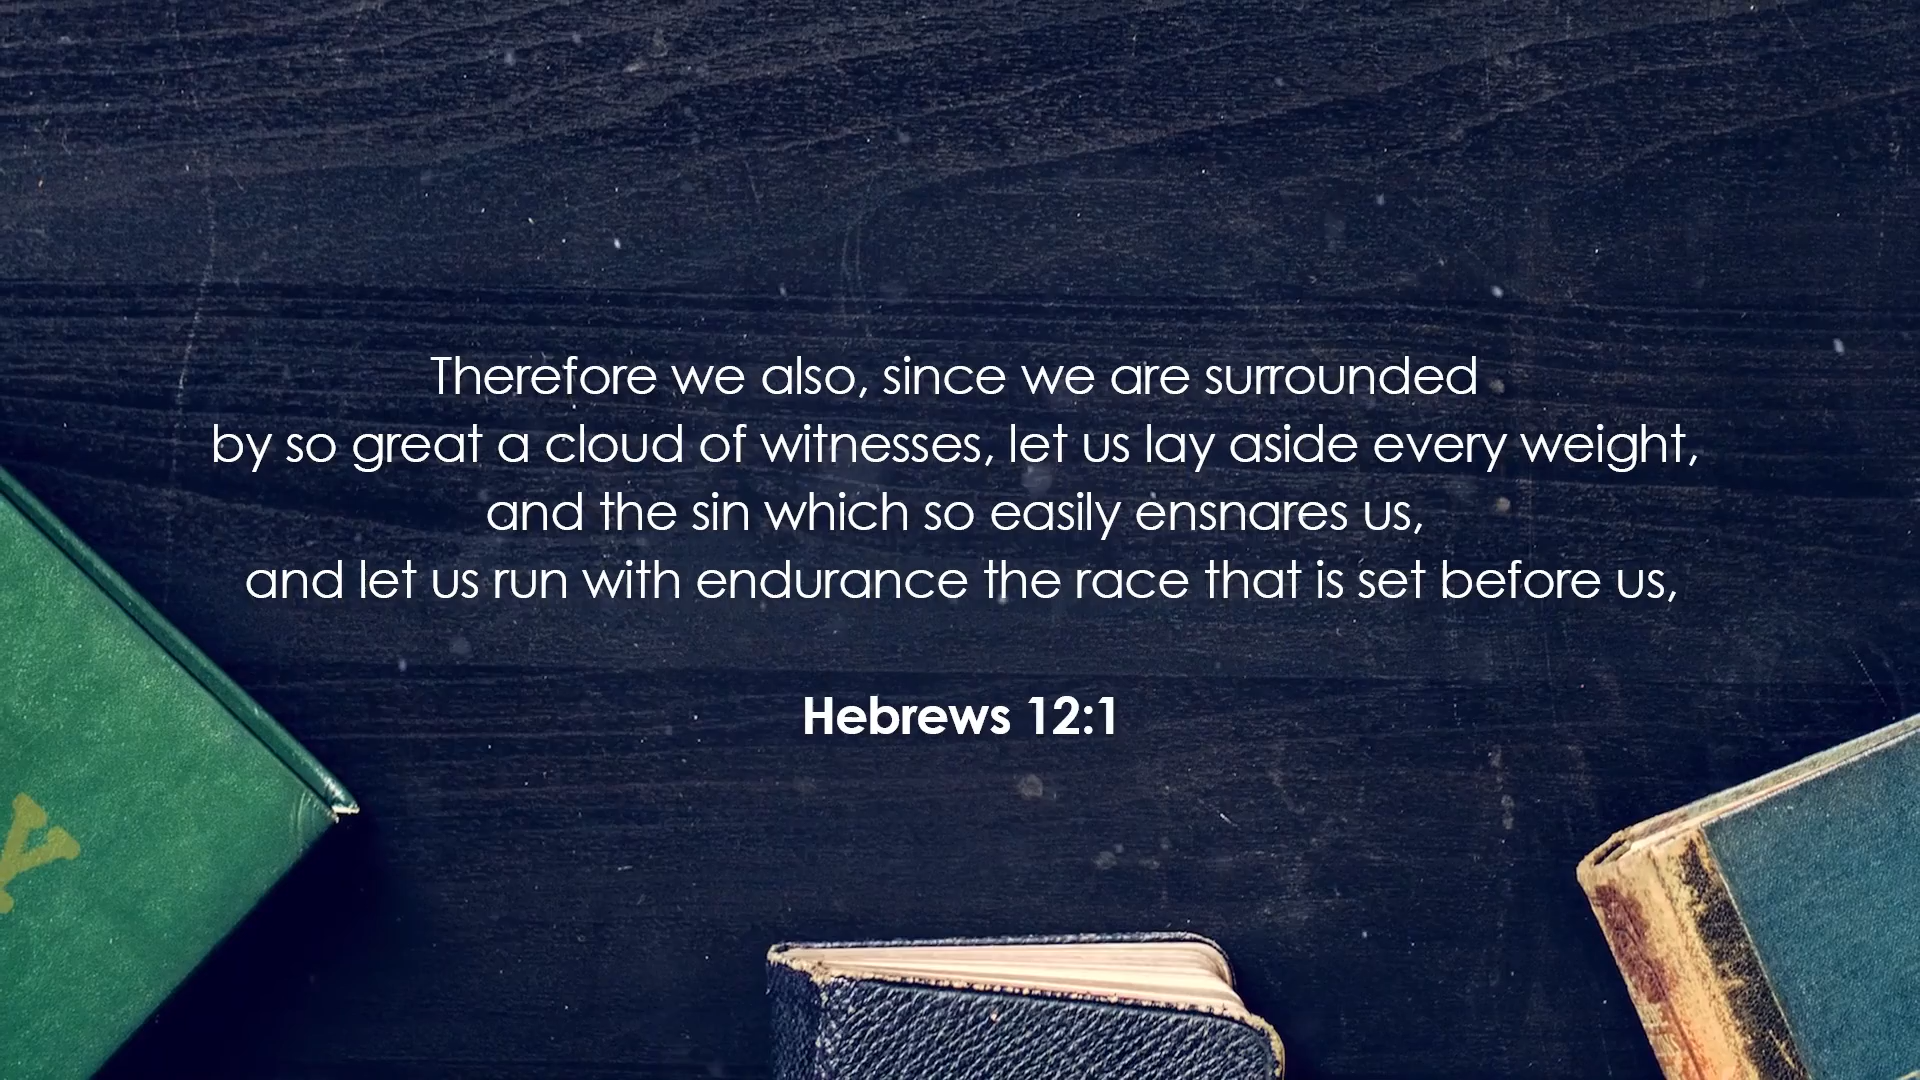 Therefore we also, since we are surrounded
by so great a cloud of witnesses, let us lay aside every weight,
and the sin which so easily ensnares us,
and let us run with endurance the race that is set before us,
Hebrews 12:1
Y